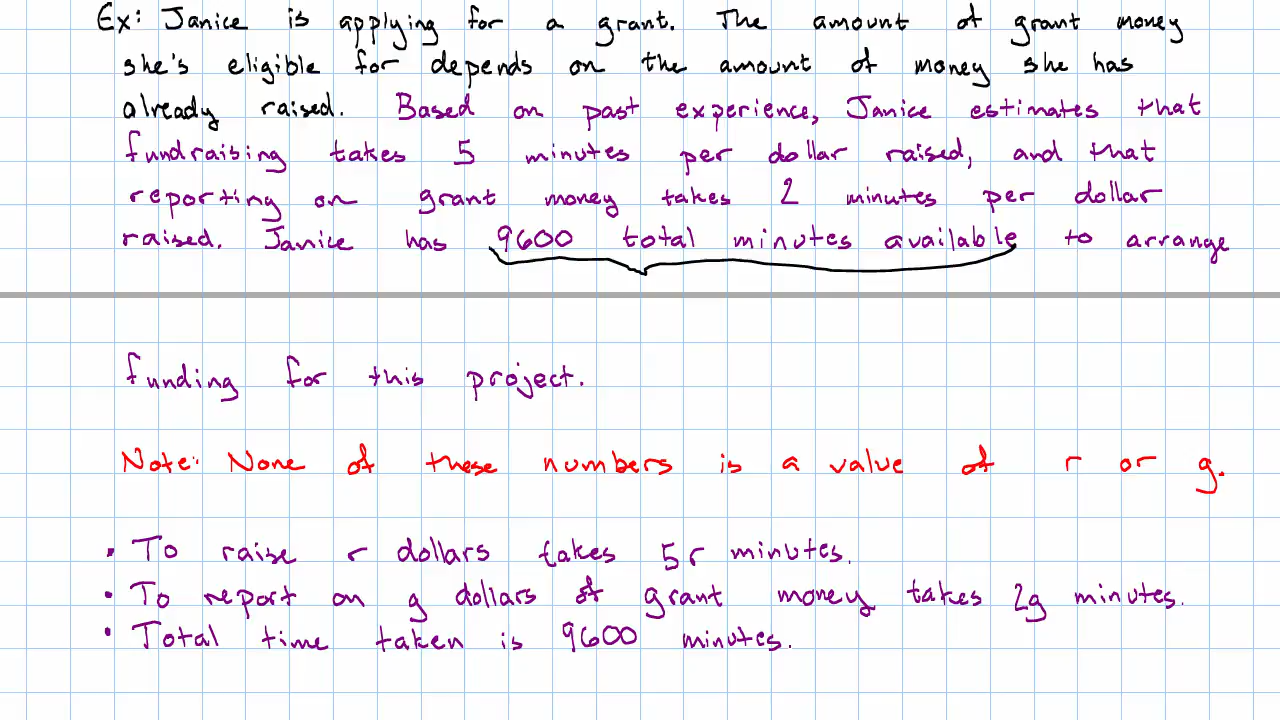 Ex: Janice is applying for a grant. The amount of grant money
she's eligible for depends on the amount of money she has
already raised. Based on past experience, Janice estimates that
fundraising takes 5 minutes per dollar raised, and that
reporting on grant money takes 2 minutes per dollar
raised. Janice has 9600 total minutes available to arrange
funding for this project.
Note: None of these numbers is a value of r or g.
• To raise r dollars takes 5r minutes.
• To report on g dollars of grant money takes 2g minutes.
• Total time taken is 9600 minutes.